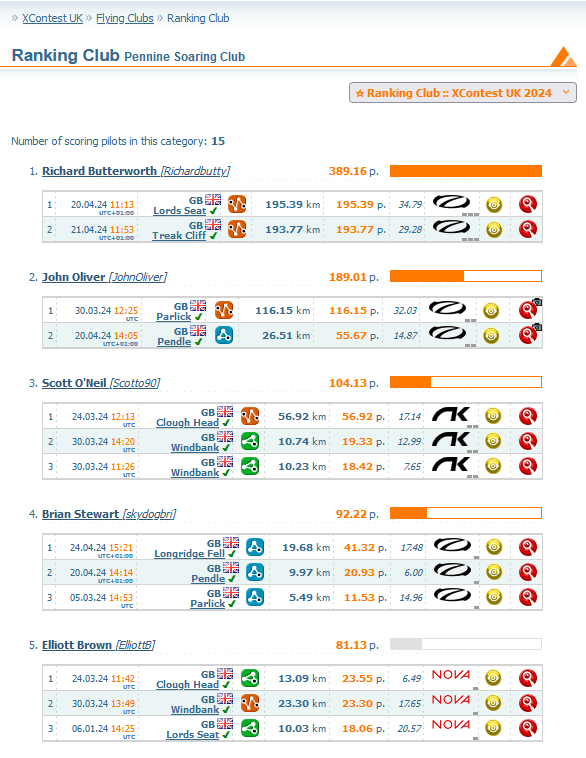 » XContest UK » Flying Clubs » Ranking Club
Ranking Club Pennine Soaring Club
☆ Ranking Club :: XContest UK 2024
Number of scoring pilots in this category: 15
1. Richard Butterworth [Richardbutty] 389.16 p.
1 20.04.24 11:13 UTC+01:00 GB Lords Seat ✔ 195.39 km 195.39 p. 34.79
2 21.04.24 11:53 UTC+01:00 GB Treak Cliff ✔ 193.77 km 193.77 p. 29.28
2. John Oliver [JohnOliver] 189.01 p.
1 30.03.24 12:25 UTC GB Parlick ✔ 116.15 km 116.15 p. 32.03
2 20.04.24 14:05 UTC+01:00 GB Pendle ✔ 26.51 km 55.67 p. 14.87
3. Scott O'Neil [Scotto90] 104.13 p.
1 24.03.24 12:13 UTC GB Clough Head ✔ 56.92 km 56.92 p. 17.14
2 30.03.24 14:20 UTC GB Windbank ✔ 10.74 km 19.33 p. 12.99
3 30.03.24 11:26 UTC GB Windbank ✔ 10.23 km 18.42 p. 7.65
4. Brian Stewart [skydogbri] 92.22 p.
1 24.04.24 15:21 UTC+01:00 GB Longridge Fell ✔ 19.68 km 41.32 p. 17.48
2 20.04.24 14:14 UTC+01:00 GB Pendle ✔ 9.97 km 20.93 p. 6.00
3 05.03.24 14:53 UTC GB Parlick ✔ 5.49 km 11.53 p. 14.96
5. Elliott Brown [ElliottB] 81.13 p.
1 24.03.24 11:42 UTC GB Clough Head ✔ 13.09 km 23.55 p. 6.49 NOVA
2 30.03.24 13:49 UTC GB Windbank ✔ 23.30 km 23.30 p. 17.65 NOVA
3 06.01.24 14:25 UTC GB Lords Seat ✔ 10.03 km 18.06 p. 20.57 NOVA